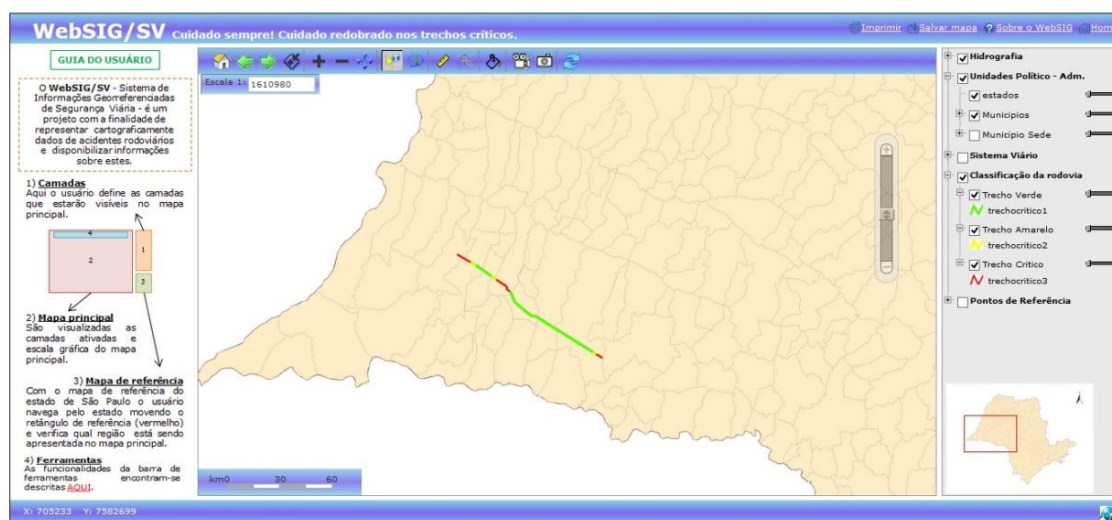 WebSIG/SV Cuidado sempre! Cuidado redobrado nos trechos críticos.
Imprimir Salvar mapa Sobre o WebSIG Home
GUIA DO USUÁRIO
O WebSIG/SV - Sistema de
Informações Georreferenciadas
de Segurança Viária - é um
projeto com a finalidade de
representar cartograficamente
dados de acidentes rodoviários
e disponibilizar informações
sobre estes.
1) Camadas
Aqui o usuário define as camadas
que estarão visíveis no mapa
principal.
4
1
2
3
2) Mapa principal
São visualizadas as
camadas ativadas e
escala gráfica do mapa
principal.
3) Mapa de referência
Com o mapa de referência do
estado de São Paulo o usuário
navega pelo estado movendo o
retângulo de referência (vermelho)
e verifica qual região está sendo
apresentada no mapa principal.
4) Ferramentas
As funcionalidades da barra de
ferramentas encontram-se
descritas AQUI.
Escala 1: 1610980
km0 30 60
Hidrografia
Unidades Político - Adm.
estados
Municípios
Municipio Sede
Sistema Viário
Classificação da rodovia
Trecho Verde
trechocritico1
Trecho Amarelo
trechocritico2
Trecho Critico
trechocritico3
Pontos de Referência
X: 705233 Y: 7582699